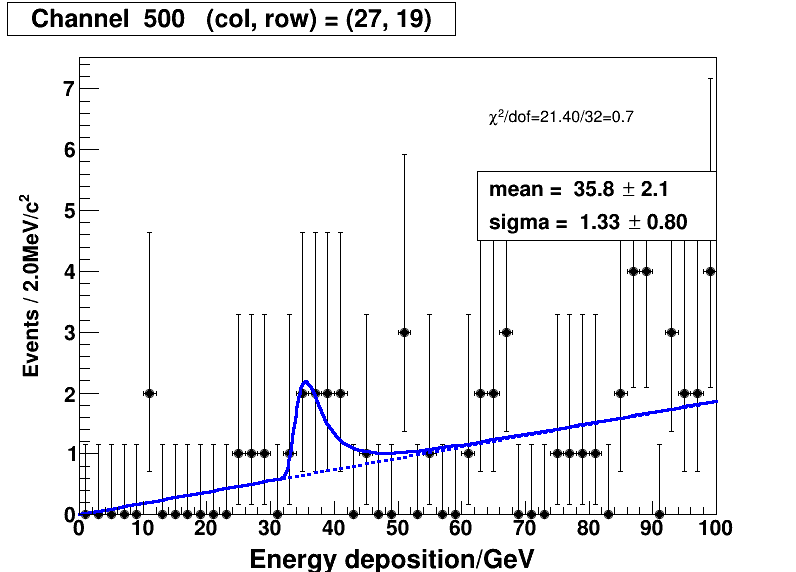 Channel 500 (col, row) = (27, 19)
χ²/dof=21.40/32=0.7
mean = 35.8 ± 2.1
sigma = 1.33 ± 0.80
Events / 2.0MeV/c²
7
6
5
4
3
2
1
0
0 10 20 30 40 50 60 70 80 90 100
Energy deposition/GeV